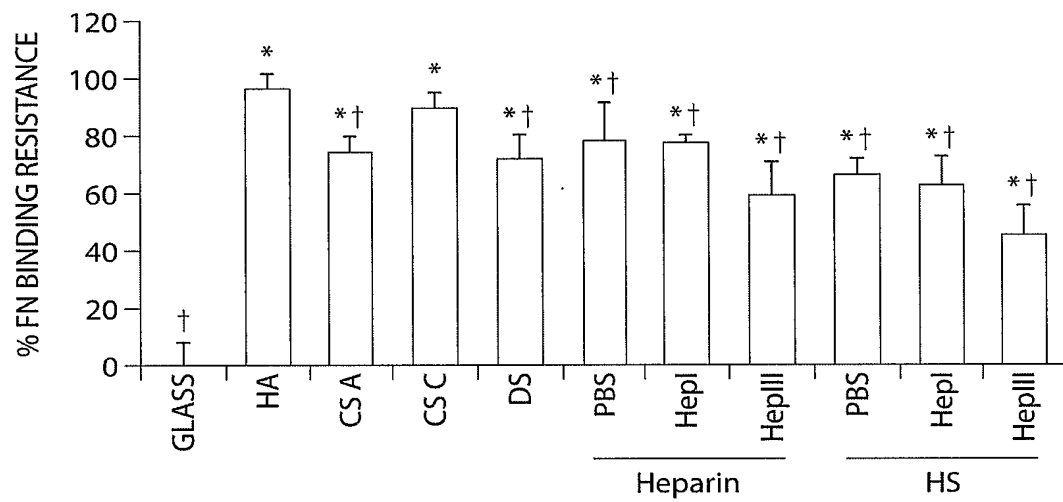 % FN BINDING RESISTANCE
120
100
80
60
40
20
0
†
*
*†
*
*†
*†
*†
*†
*†
*†
*†
GLASS
HA
CS A
CS C
DS
PBS
HepI
HepIII
PBS
HepI
HepIII
Heparin
HS